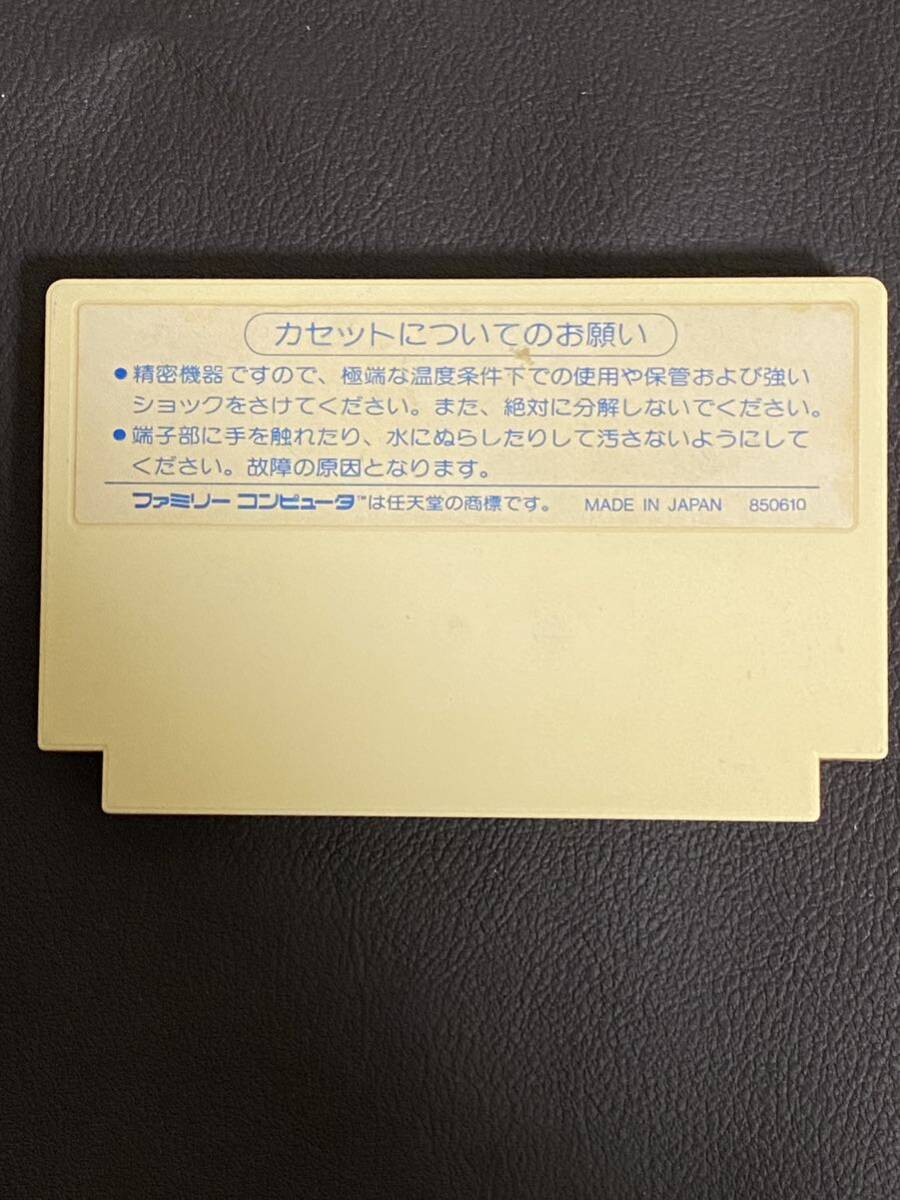 カセットについてのお願い
●精密機器ですので、極端な温度条件下での使用や保管および強い
ショックをさけてください。また、絶対に分解しないでください。
●端子部に手を触れたり、水にぬらしたりして汚さないようにして
ください。故障の原因となります。
ファミリー コンピュータ™は任天堂の商標です。 MADE IN JAPAN 850610